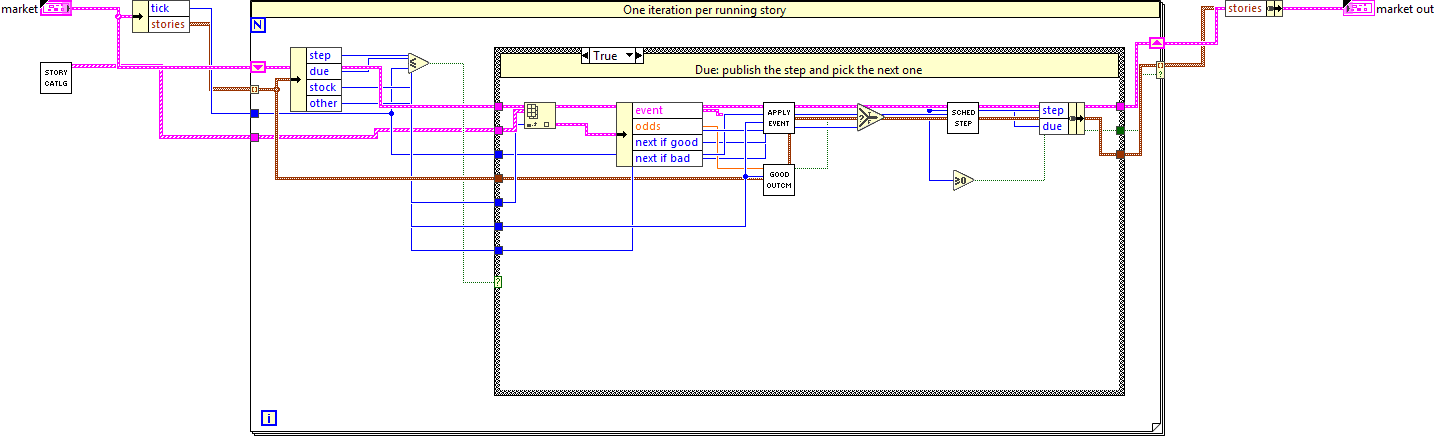 market
tick
stories
One iteration per running story
stories
market out
N
STORY
CATLG
step
due
stock
other
True
Due: publish the step and pick the next one
event
odds
next if good
next if bad
APPLY
EVENT
GOOD
OUTCM
?
T
F
SCHED
STEP
step
due
≥0
≤
?
?
i